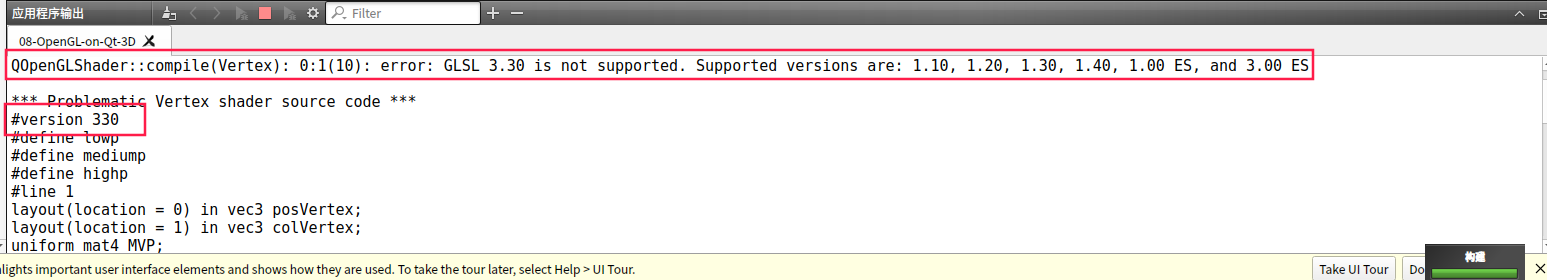 应用程序输出
Filter
08-OpenGL-on-Qt-3D
QOpenGLShader::compile(Vertex): 0:1(10): error: GLSL 3.30 is not supported. Supported versions are: 1.10, 1.20, 1.30, 1.40, 1.00 ES, and 3.00 ES
*** Problematic Vertex shader source code ***
#version 330
#define lowp
#define mediump
#define highp
#line 1
layout(location = 0) in vec3 posVertex;
layout(location = 1) in vec3 colVertex;
uniform mat4 MVP;
lights important user interface elements and shows how they are used. To take the tour later, select Help > UI Tour.
Take UI Tour
Do
构建